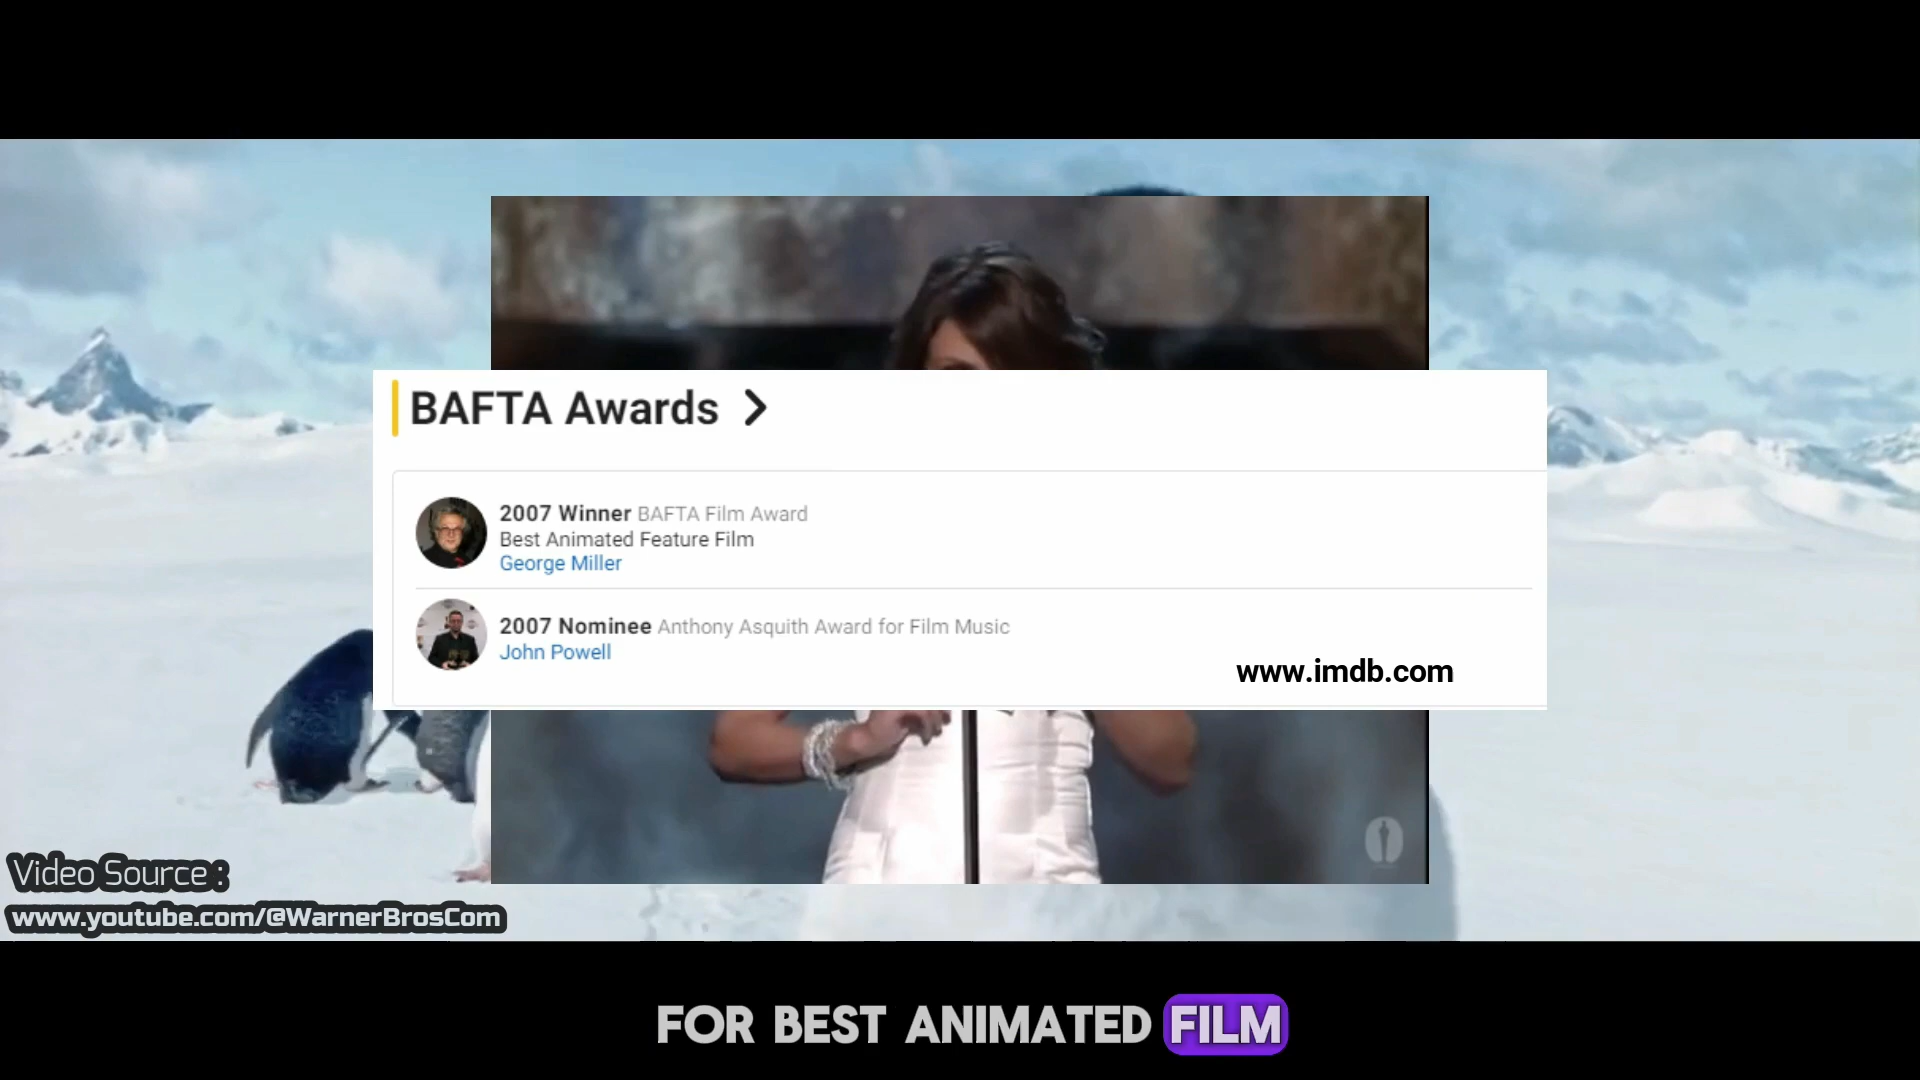 BAFTA Awards
2007 Winner BAFTA Film Award
Best Animated Feature Film
George Miller
2007 Nominee Anthony Asquith Award for Film Music
John Powell
www.imdb.com
Video Source :
www.youtube.com/@WarnerBrosCom
FOR BEST ANIMATED FILM